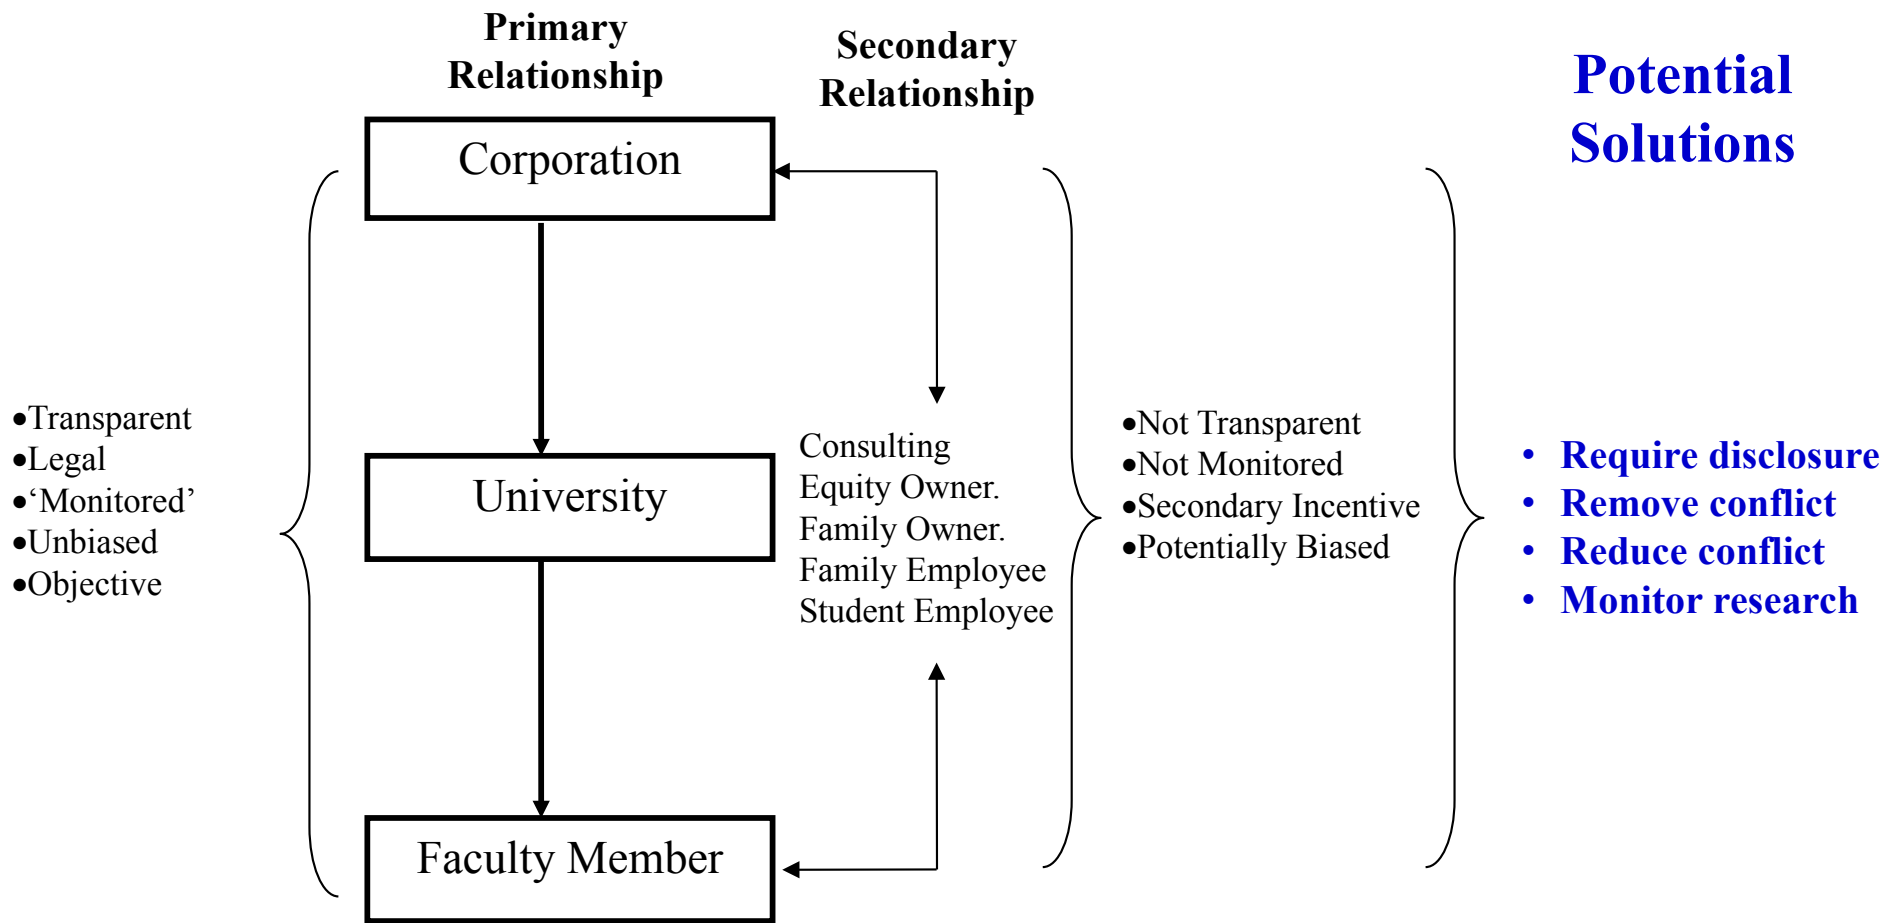 Primary
Relationship
Secondary
Relationship
Potential
Solutions
Corporation
University
Faculty Member
•Transparent
•Legal
•‘Monitored’
•Unbiased
•Objective
Consulting
Equity Owner.
Family Owner.
Family Employee
Student Employee
•Not Transparent
•Not Monitored
•Secondary Incentive
•Potentially Biased
• Require disclosure
• Remove conflict
• Reduce conflict
• Monitor research